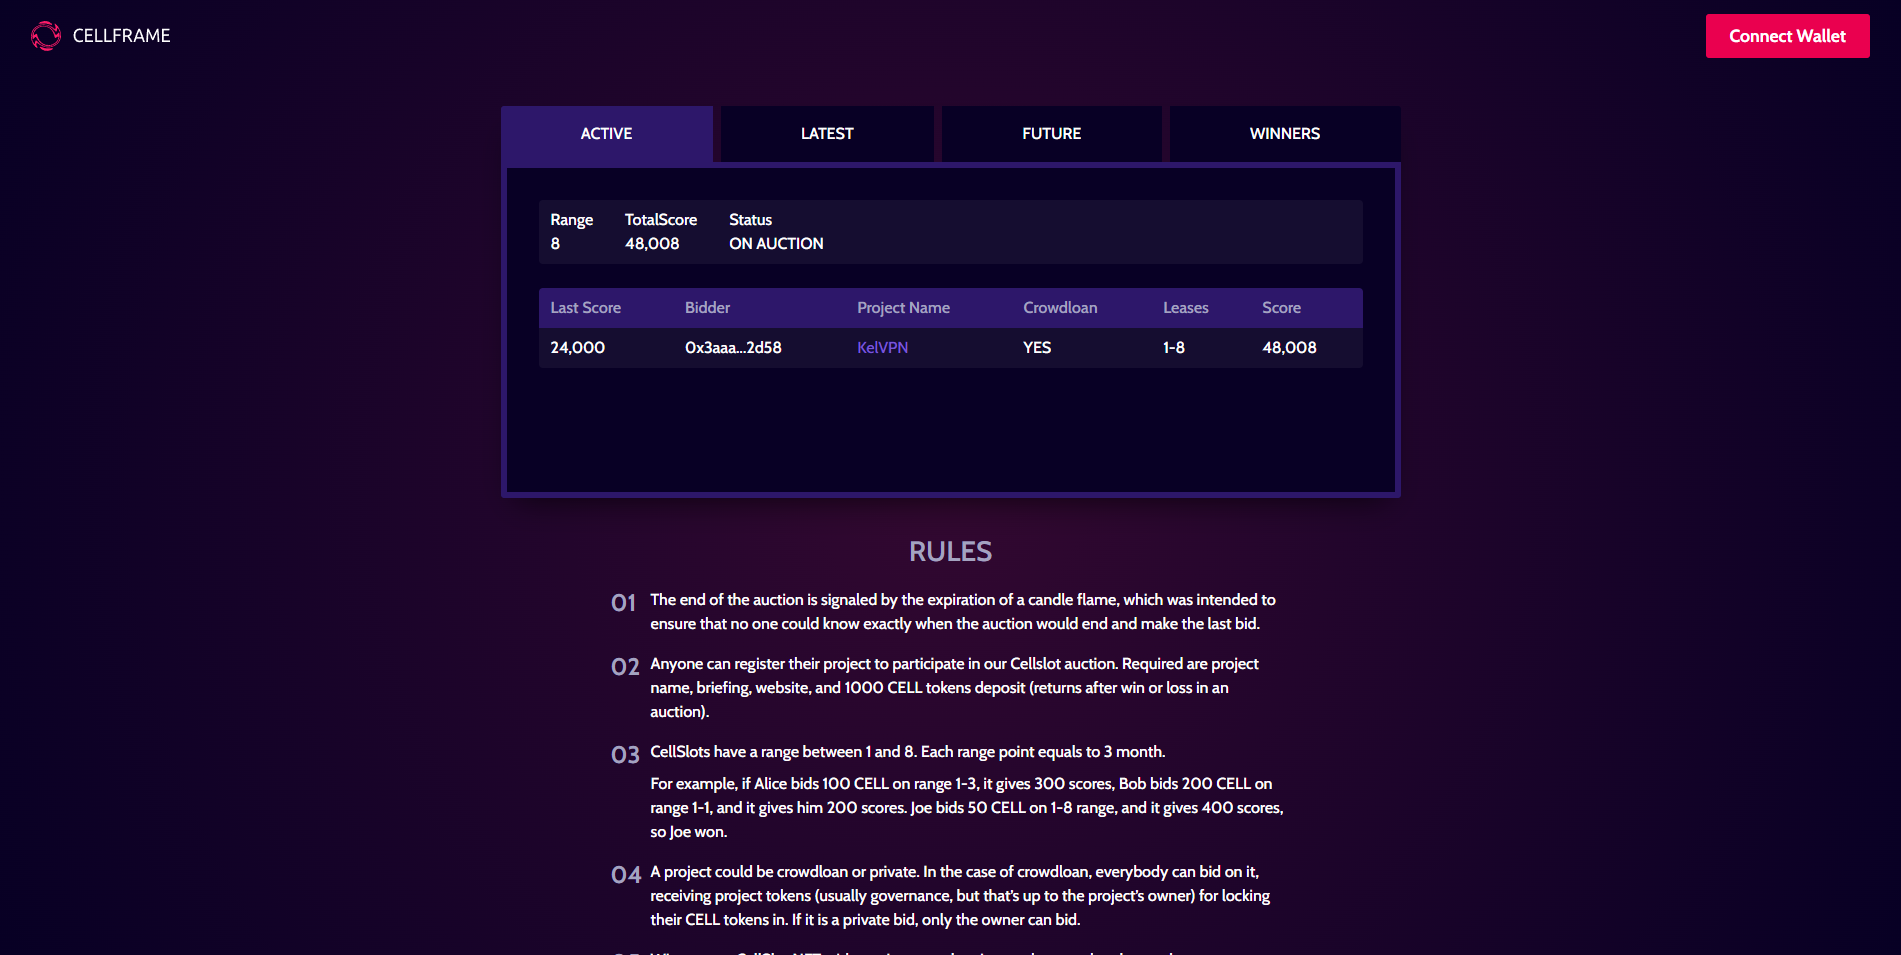 CELLFRAME
Connect Wallet
ACTIVE LATEST FUTURE WINNERS
Range TotalScore Status
8 48,008 ON AUCTION
Last Score Bidder Project Name Crowdloan Leases Score
24,000 0x3aaa...2d58 KelVPN YES 1-8 48,008
RULES
01 The end of the auction is signaled by the expiration of a candle flame, which was intended to
ensure that no one could know exactly when the auction would end and make the last bid.
02 Anyone can register their project to participate in our Cellslot auction. Required are project
name, briefing, website, and 1000 CELL tokens deposit (returns after win or loss in an
auction).
03 CellSlots have a range between 1 and 8. Each range point equals to 3 month.
For example, if Alice bids 100 CELL on range 1-3, it gives 300 scores, Bob bids 200 CELL on
range 1-1, and it gives him 200 scores. Joe bids 50 CELL on 1-8 range, and it gives 400 scores,
so Joe won.
04 A project could be crowdloan or private. In the case of crowdloan, everybody can bid on it,
receiving project tokens (usually governance, but that's up to the project's owner) for locking
their CELL tokens in. If it is a private bid, only the owner can bid.